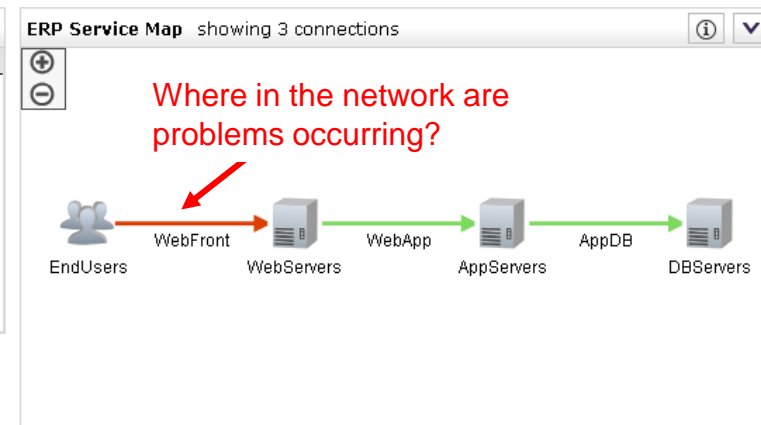 ERP Service Map showing 3 connections
Where in the network are
problems occurring?
WebFront
WebApp
AppDB
EndUsers
WebServers
AppServers
DBServers